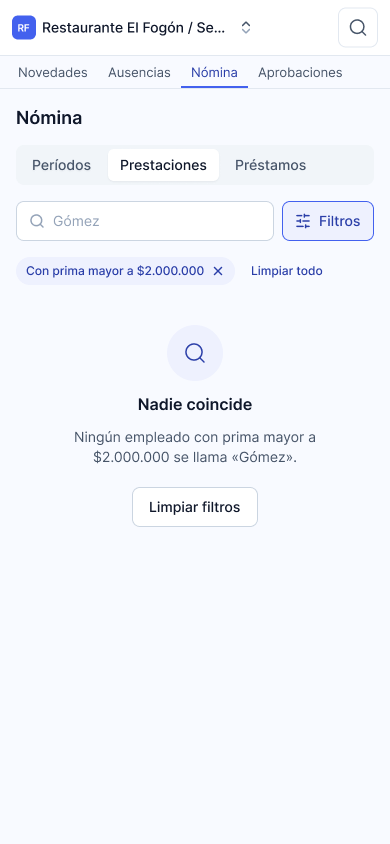 RF Restaurante El Fogón / Se...
Novedades Ausencias Nómina Aprobaciones
Nómina
Períodos Prestaciones Préstamos
Gómez Filtros
Con prima mayor a $2.000.000 Limpiar todo
Nadie coincide
Ningún empleado con prima mayor a
$2.000.000 se llama «Gómez».
Limpiar filtros